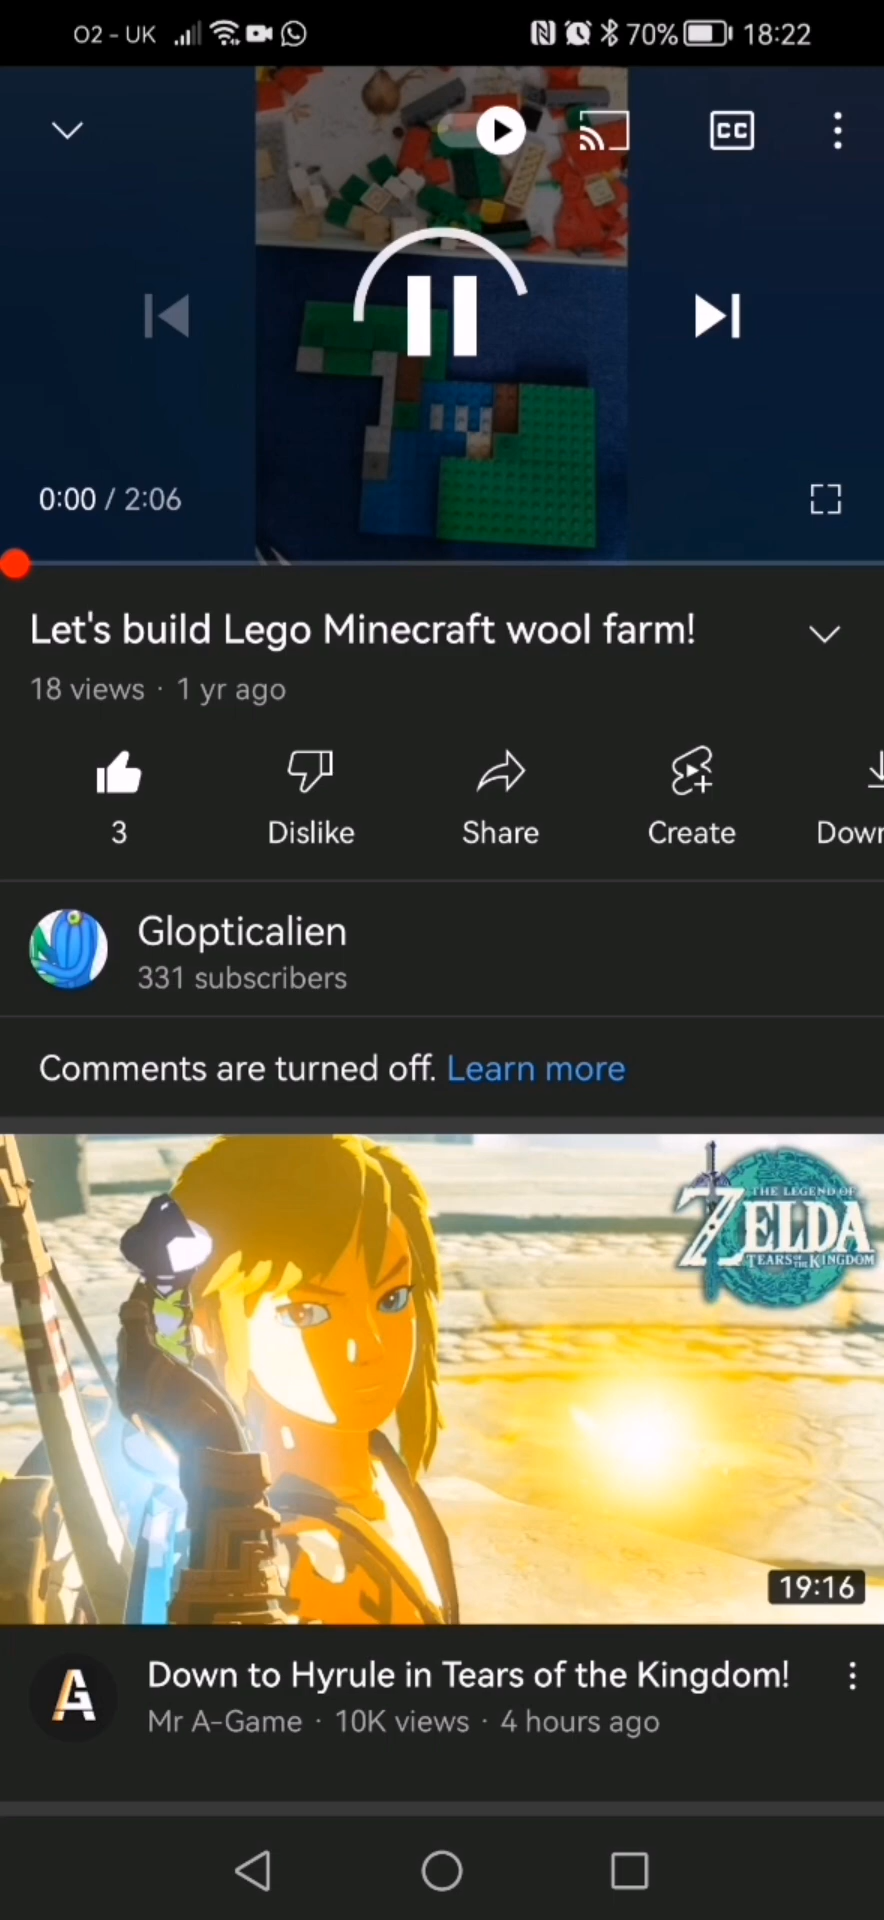 O2 - UK 70% 18:22
CC
0:00 / 2:06
Let's build Lego Minecraft wool farm!
18 views · 1 yr ago
3 Dislike Share Create Down
Glopticalien
331 subscribers
Comments are turned off. Learn more
THE LEGEND OF
ZELDA
TEARS OF THE KINGDOM
19:16
Down to Hyrule in Tears of the Kingdom!
Mr A-Game · 10K views · 4 hours ago